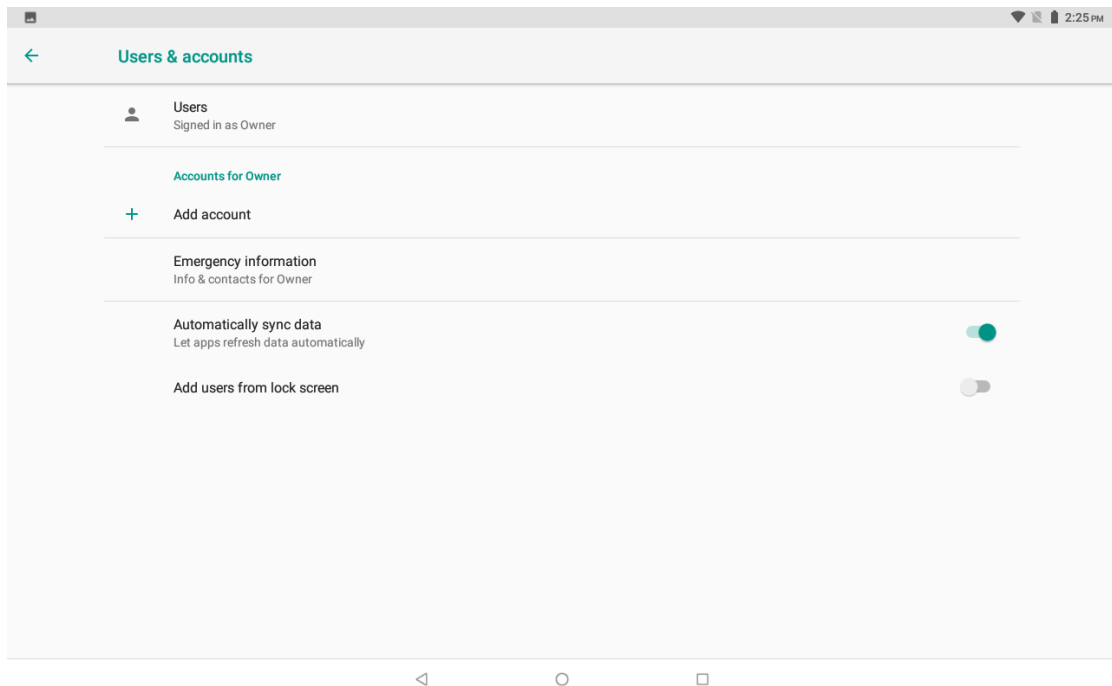 2:25 PM
Users & accounts
Users
Signed in as Owner
Accounts for Owner
Add account
Emergency information
Info & contacts for Owner
Automatically sync data
Let apps refresh data automatically
Add users from lock screen